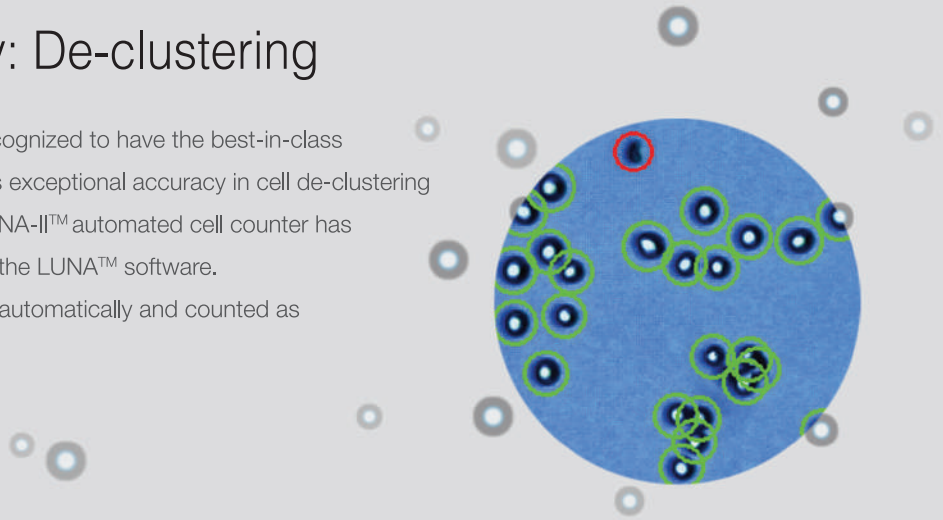 : De-clustering
ognized to have the best-in-class
exceptional accuracy in cell de-clustering
NA-II™ automated cell counter has
the LUNA™ software.
automatically and counted as